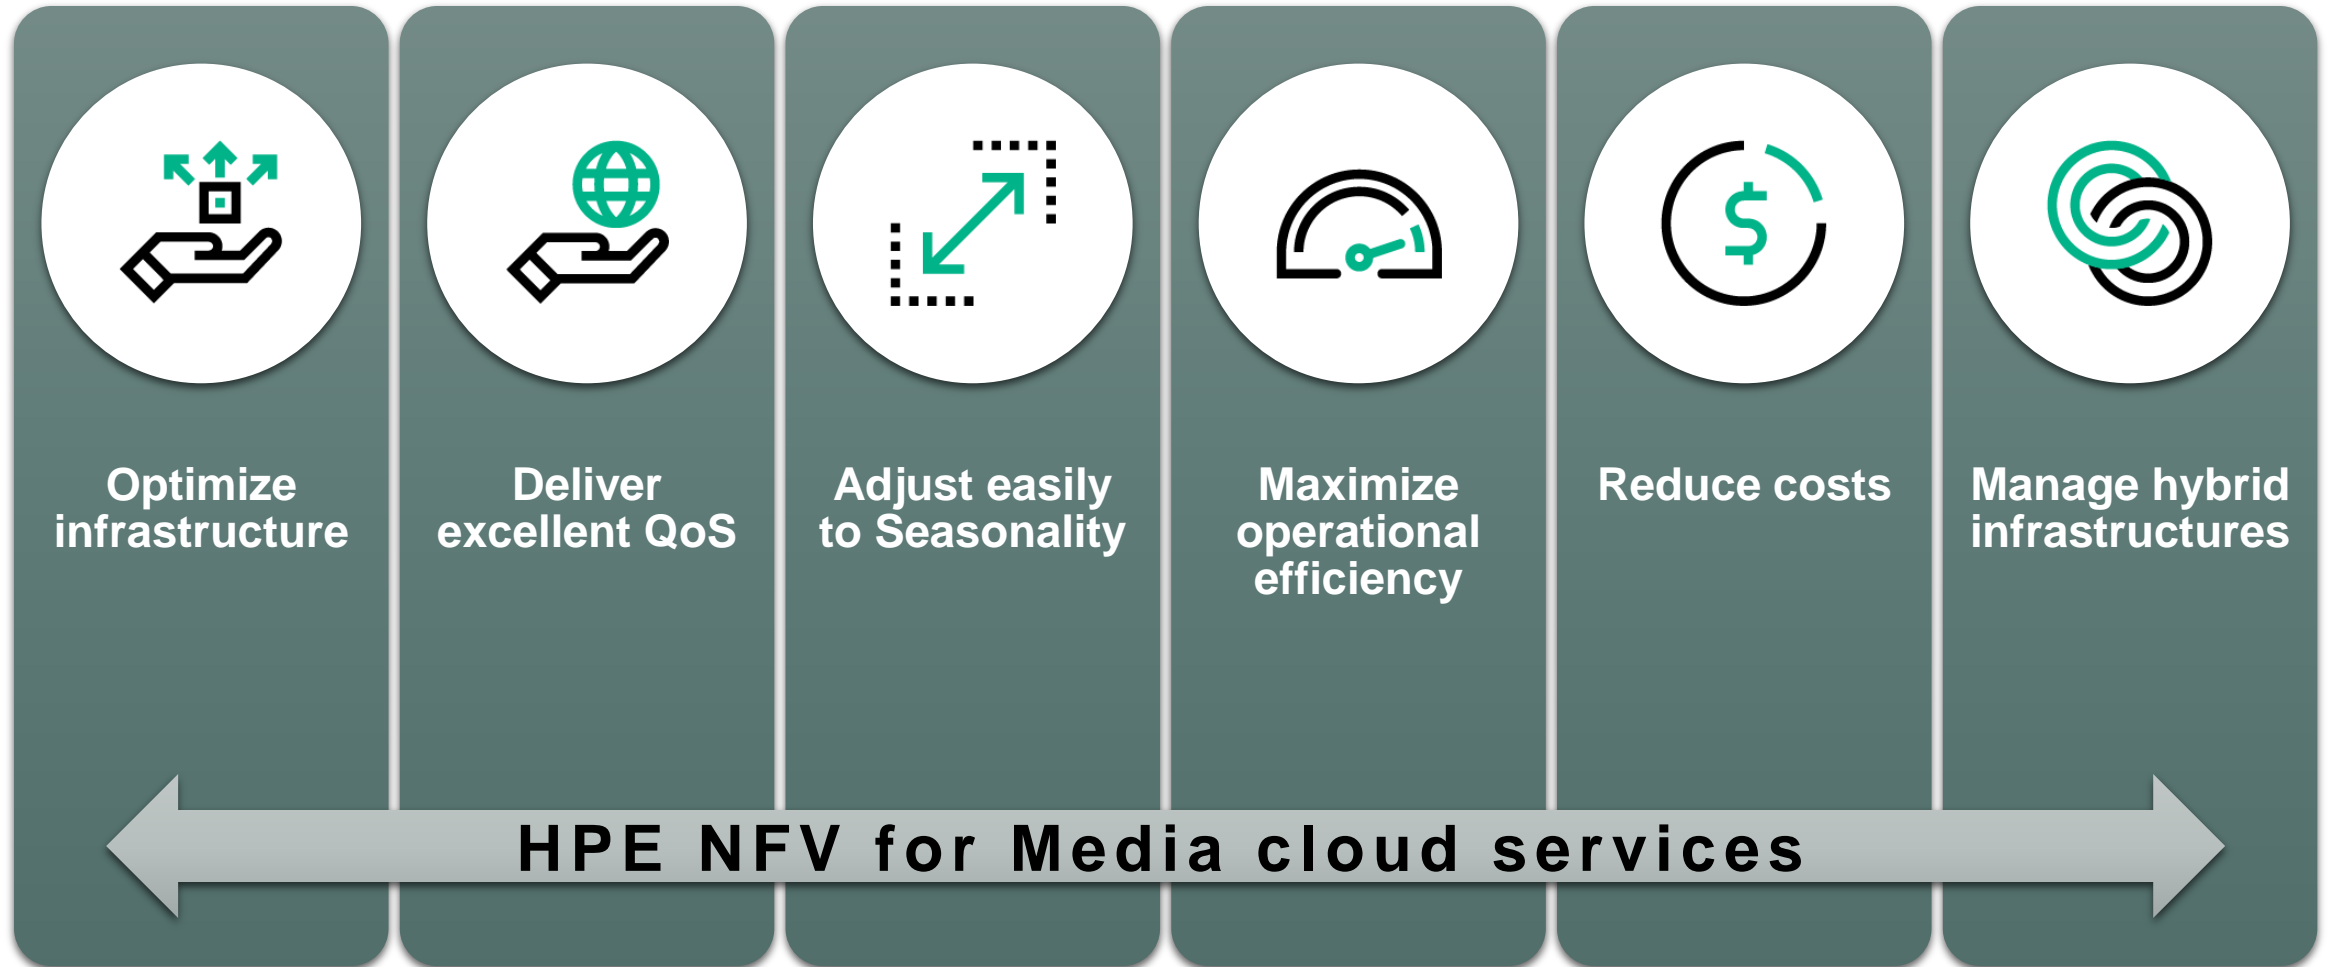 Optimize
infrastructure
Deliver
excellent QoS
Adjust easily
to Seasonality
Maximize
operational
efficiency
Reduce costs
Manage hybrid
infrastructures
HPE NFV for Media cloud services